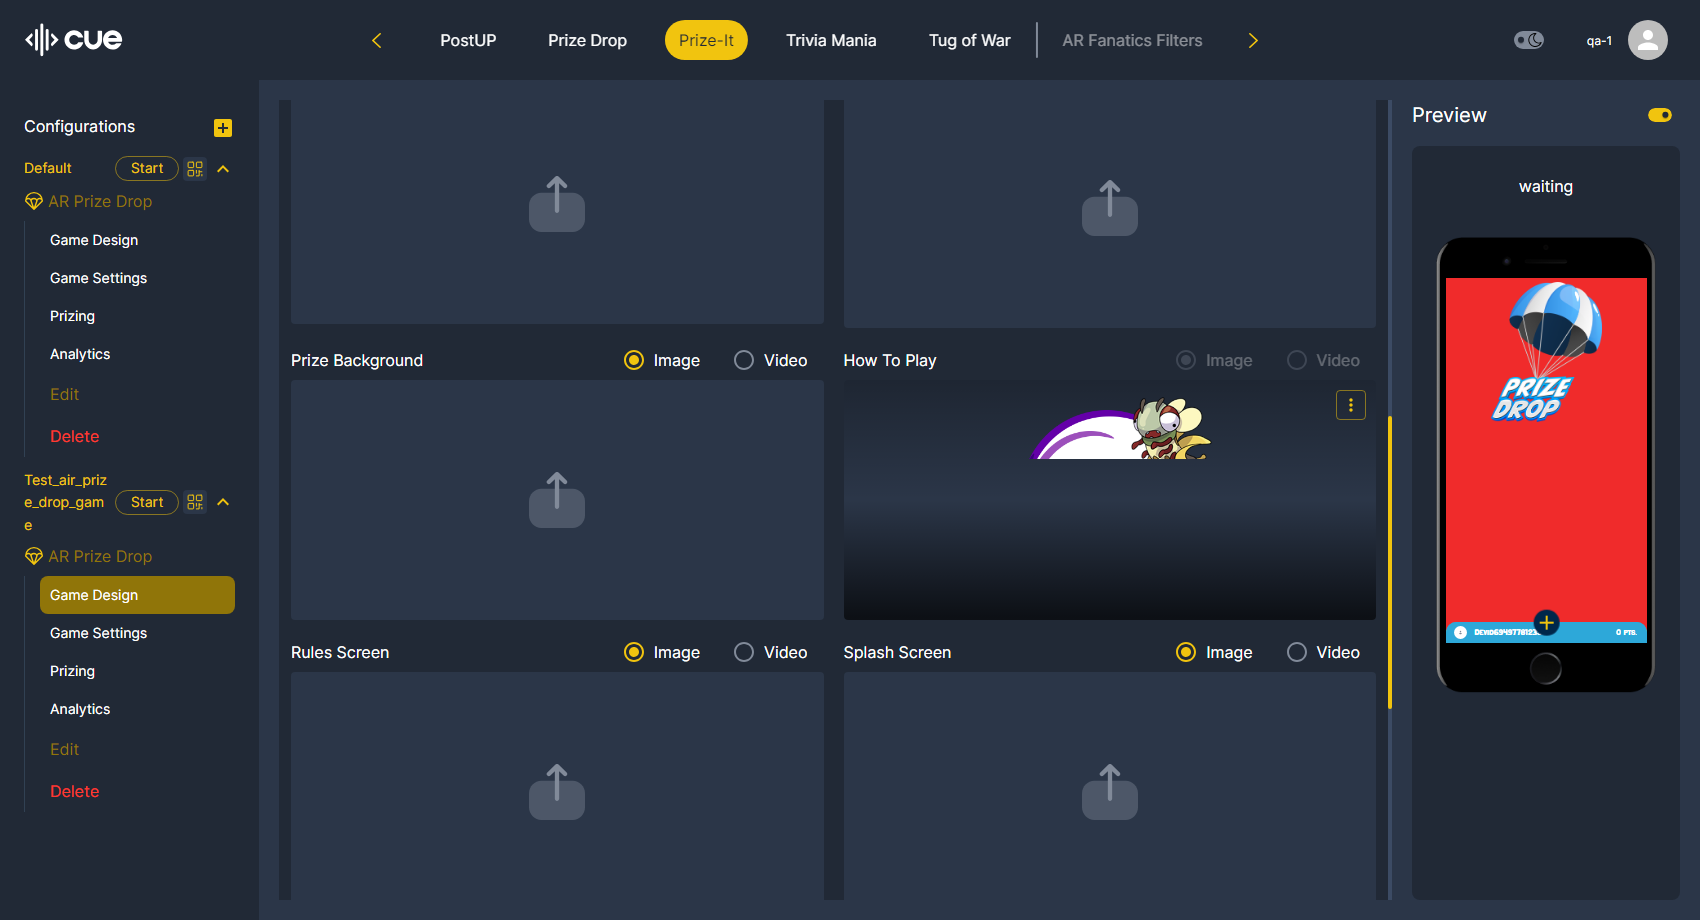 cue
PostUP
Prize Drop
Prize-It
Trivia Mania
Tug of War
AR Fanatics Filters
qa-1
Configurations
Default
Start
AR Prize Drop
Game Design
Game Settings
Prizing
Analytics
Edit
Delete
Test_air_priz
e_drop_gam
e
Start
AR Prize Drop
Game Design
Game Settings
Prizing
Analytics
Edit
Delete
Prize Background
Image
Video
How To Play
Image
Video
Rules Screen
Image
Video
Splash Screen
Image
Video
Preview
waiting
PRIZE
DROP
0 PTS.